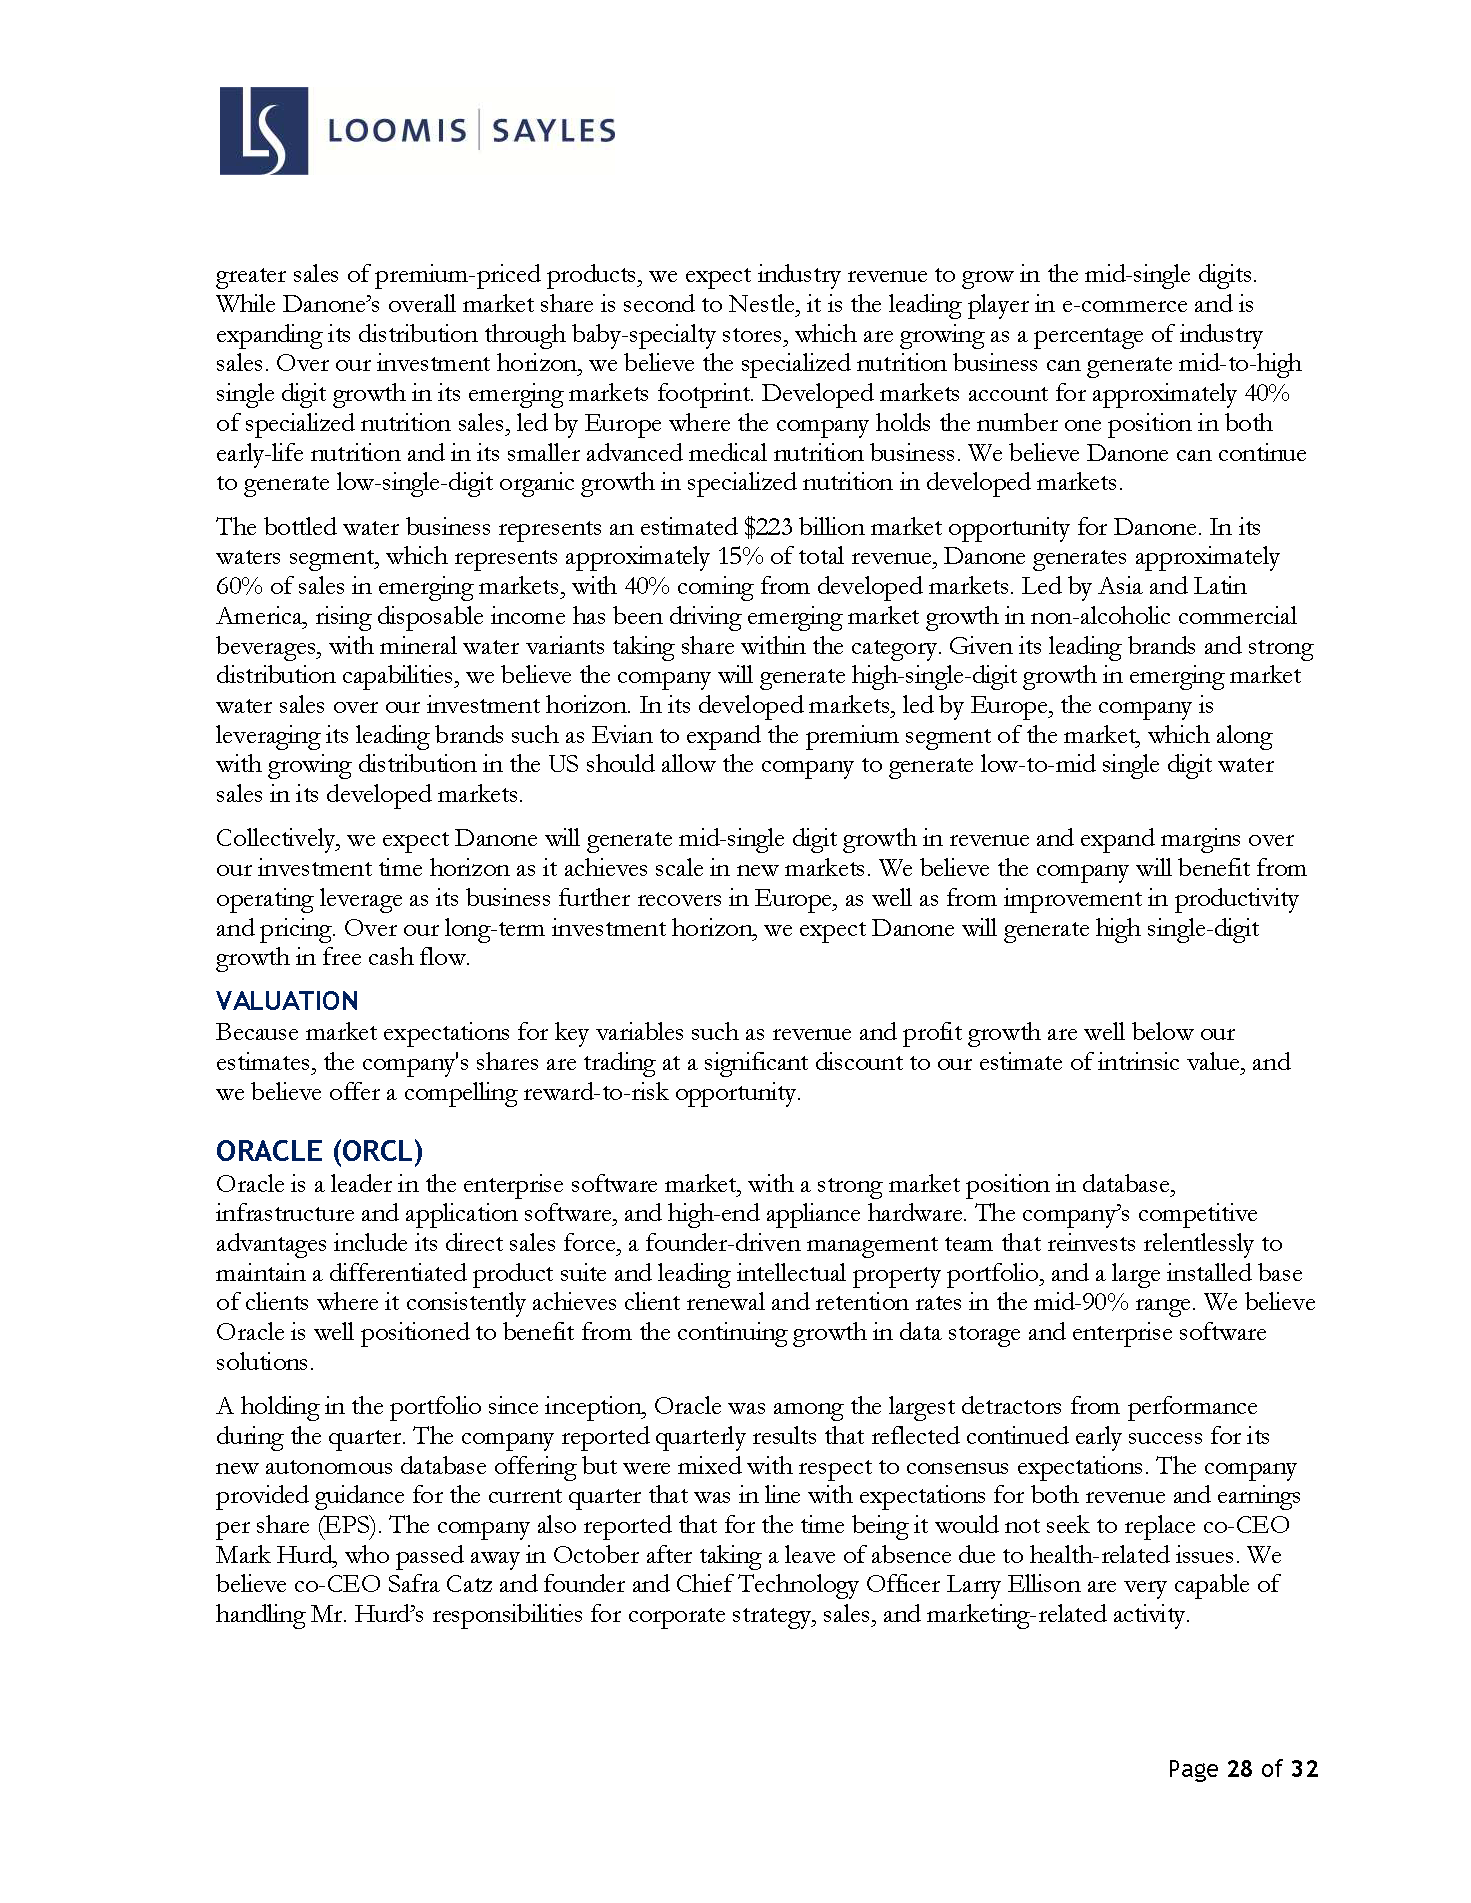 LS LOOMIS | SAYLES
greater sales of premium-priced products, we expect industry revenue to grow in the mid-single digits.
While Danone’s overall market share is second to Nestle, it is the leading player in e-commerce and is
expanding its distribution through baby-specialty stores, which are growing as a percentage of industry
sales. Over our investment horizon, we believe the specialized nutrition business can generate mid-to-high
single digit growth in its emerging markets footprint. Developed markets account for approximately 40%
of specialized nutrition sales, led by Europe where the company holds the number one position in both
early-life nutrition and in its smaller advanced medical nutrition business. We believe Danone can continue
to generate low-single-digit organic growth in specialized nutrition in developed markets.
The bottled water business represents an estimated $223 billion market opportunity for Danone. In its
waters segment, which represents approximately 15% of total revenue, Danone generates approximately
60% of sales in emerging markets, with 40% coming from developed markets. Led by Asia and Latin
America, rising disposable income has been driving emerging market growth in non-alcoholic commercial
beverages, with mineral water variants taking share within the category. Given its leading brands and strong
distribution capabilities, we believe the company will generate high-single-digit growth in emerging market
water sales over our investment horizon. In its developed markets, led by Europe, the company is
leveraging its leading brands such as Evian to expand the premium segment of the market, which along
with growing distribution in the US should allow the company to generate low-to-mid single digit water
sales in its developed markets.
Collectively, we expect Danone will generate mid-single digit growth in revenue and expand margins over
our investment time horizon as it achieves scale in new markets. We believe the company will benefit from
operating leverage as its business further recovers in Europe, as well as from improvement in productivity
and pricing. Over our long-term investment horizon, we expect Danone will generate high single-digit
growth in free cash flow.
VALUATION
Because market expectations for key variables such as revenue and profit growth are well below our
estimates, the company's shares are trading at a significant discount to our estimate of intrinsic value, and
we believe offer a compelling reward-to-risk opportunity.
ORACLE (ORCL)
Oracle is a leader in the enterprise software market, with a strong market position in database,
infrastructure and application software, and high-end appliance hardware. The company’s competitive
advantages include its direct sales force, a founder-driven management team that reinvests relentlessly to
maintain a differentiated product suite and leading intellectual property portfolio, and a large installed base
of clients where it consistently achieves client renewal and retention rates in the mid-90% range. We believe
Oracle is well positioned to benefit from the continuing growth in data storage and enterprise software
solutions.
A holding in the portfolio since inception, Oracle was among the largest detractors from performance
during the quarter. The company reported quarterly results that reflected continued early success for its
new autonomous database offering but were mixed with respect to consensus expectations. The company
provided guidance for the current quarter that was in line with expectations for both revenue and earnings
per share (EPS). The company also reported that for the time being it would not seek to replace co-CEO
Mark Hurd, who passed away in October after taking a leave of absence due to health-related issues. We
believe co-CEO Safra Catz and founder and Chief Technology Officer Larry Ellison are very capable of
handling Mr. Hurd’s responsibilities for corporate strategy, sales, and marketing-related activity.
Page 28 of 32